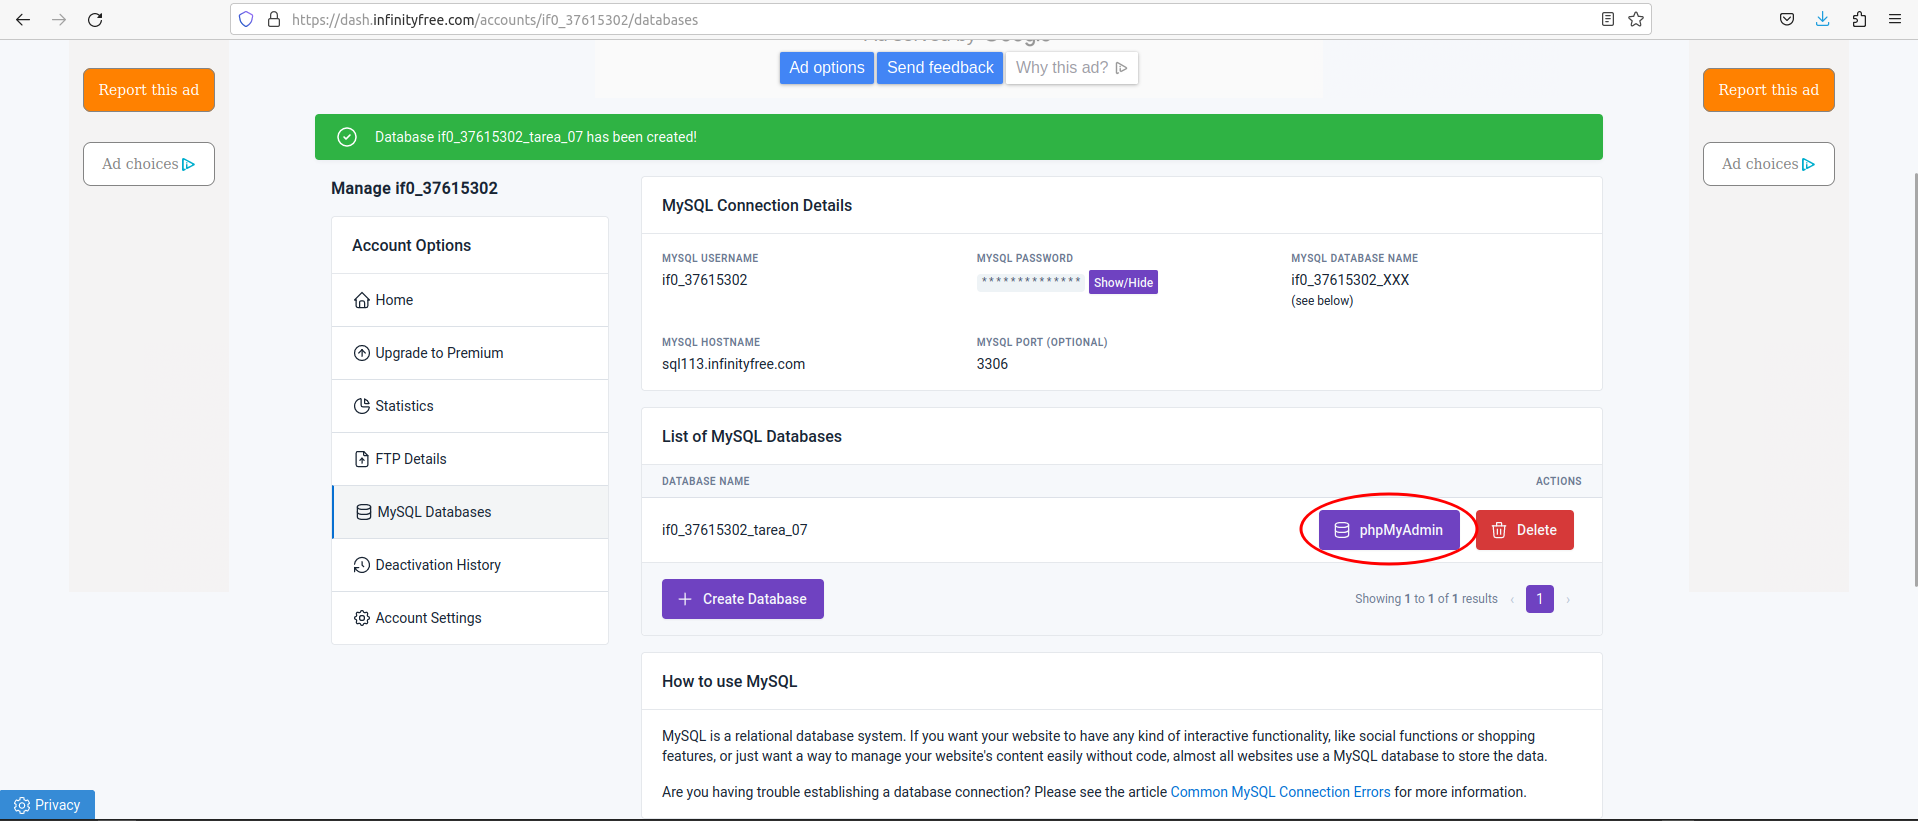 https://dash.infinityfree.com/accounts/if0_37615302/databases
Ad served by Google
Ad options
Send feedback
Why this ad?
Report this ad
Ad choices
Report this ad
Ad choices
Database if0_37615302_tarea_07 has been created!
Manage if0_37615302
Account Options
Home
Upgrade to Premium
Statistics
FTP Details
MySQL Databases
Deactivation History
Account Settings
MySQL Connection Details
MYSQL USERNAME
if0_37615302
MYSQL PASSWORD
************** Show/Hide
MYSQL DATABASE NAME
if0_37615302_XXX
(see below)
MYSQL HOSTNAME
sql113.infinityfree.com
MYSQL PORT (OPTIONAL)
3306
List of MySQL Databases
DATABASE NAME
ACTIONS
if0_37615302_tarea_07
phpMyAdmin
Delete
Create Database
Showing 1 to 1 of 1 results ‹ 1 ›
How to use MySQL
MySQL is a relational database system. If you want your website to have any kind of interactive functionality, like social functions or shopping
features, or just want a way to manage your website's content easily without code, almost all websites use a MySQL database to store the data.
Are you having trouble establishing a database connection? Please see the article Common MySQL Connection Errors for more information.
Privacy